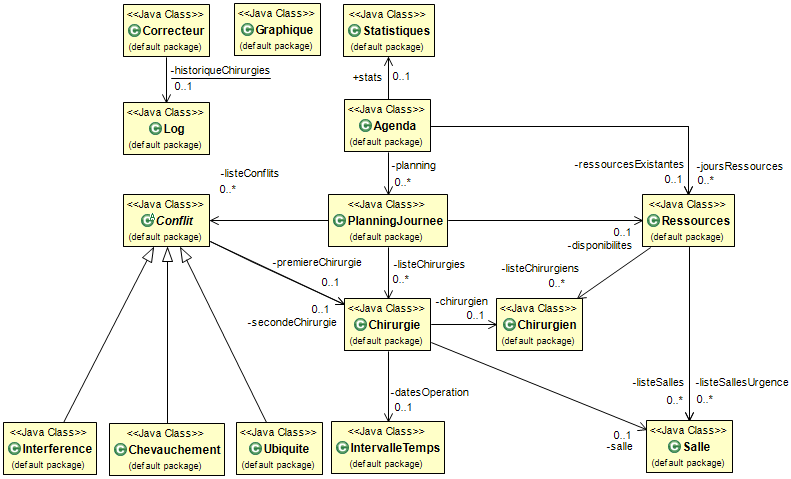 <<Java Class>>
Correcteur
(default package)
<<Java Class>>
Graphique
(default package)
<<Java Class>>
Statistiques
(default package)
-historiqueChirurgies
0..1
+stats
0..1
<<Java Class>>
Log
(default package)
<<Java Class>>
Agenda
(default package)
-listeConflits
0..*
-planning
0..*
-ressourcesExistantes
0..1
-joursRessources
0..*
<<Java Class>>
Conflit
(default package)
<<Java Class>>
PlanningJournee
(default package)
<<Java Class>>
Ressources
(default package)
0..1
-disponibilites
-premiereChirurgie
0..1
-listeChirurgies
0..*
-listeChirurgiens
0..*
0..1
-secondeChirurgie
<<Java Class>>
Chirurgie
(default package)
-chirurgien
0..1
<<Java Class>>
Chirurgien
(default package)
-datesOperation
0..1
-listeSalles
0..*
-listeSallesUrgence
0..*
0..1
-salle
<<Java Class>>
Interference
(default package)
<<Java Class>>
Chevauchement
(default package)
<<Java Class>>
Ubiquite
(default package)
<<Java Class>>
IntervalleTemps
(default package)
<<Java Class>>
Salle
(default package)